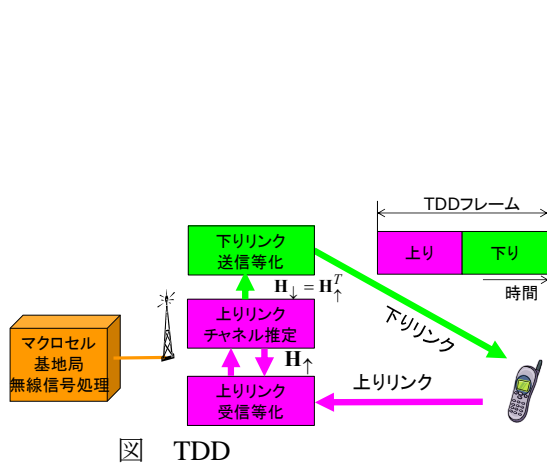 TDDフレーム
上り
下り
時間
下りリンク
送信等化
H↓ = H↑^T
上りリンク
チャネル推定
H↑
上りリンク
受信等化
マクロセル
基地局
無線信号処理
下りリンク
上りリンク
図 TDD